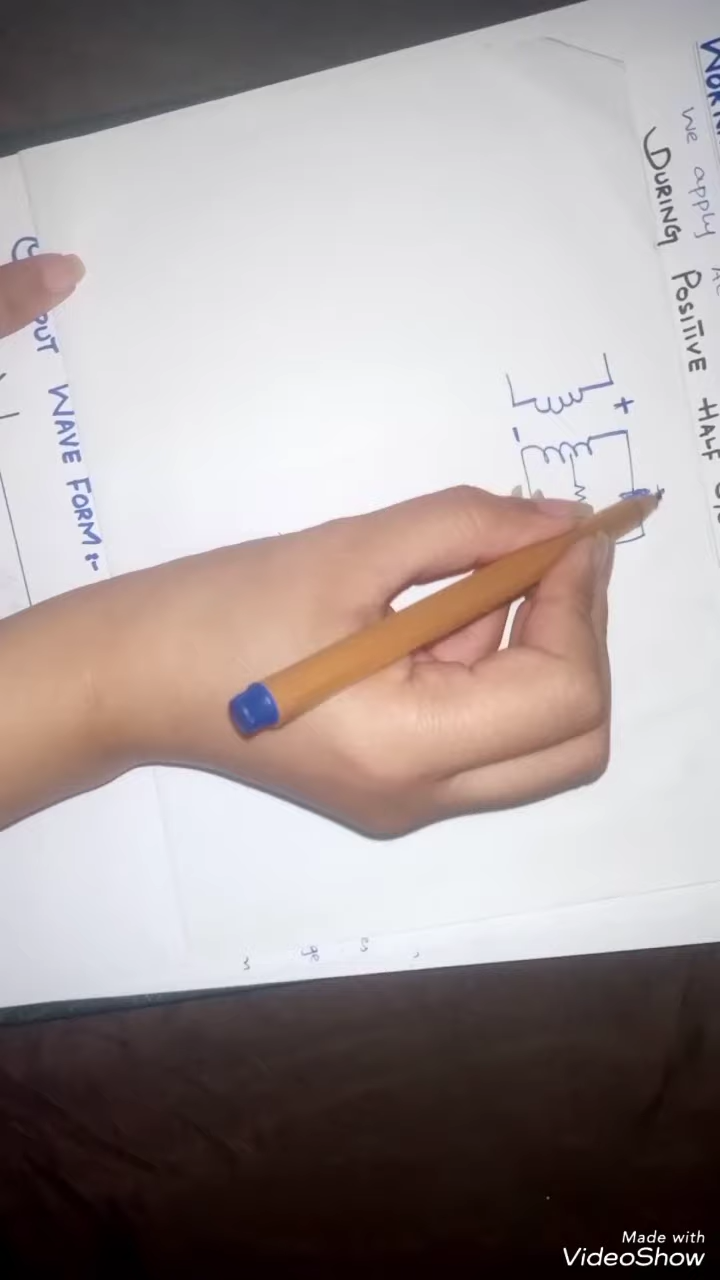 We apply
DURING POSITIVE HALF
+
-
PUT WAVE FORM:-
Made with
VideoShow